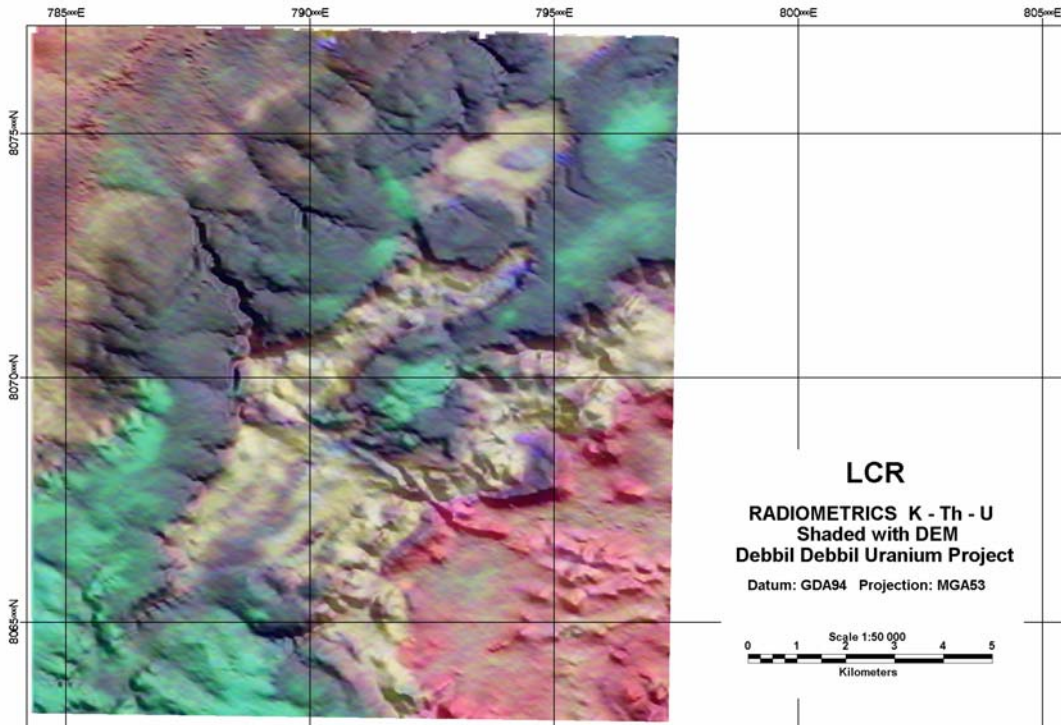 785000E 790000E 795000E 800000E 805000E
8075000N
8070000N
8065000N
LCR
RADIOMETRICS K - Th - U
Shaded with DEM
Debbil Debbil Uranium Project
Datum: GDA94 Projection: MGA53
Scale 1:50 000
0 1 2 3 4 5
Kilometers